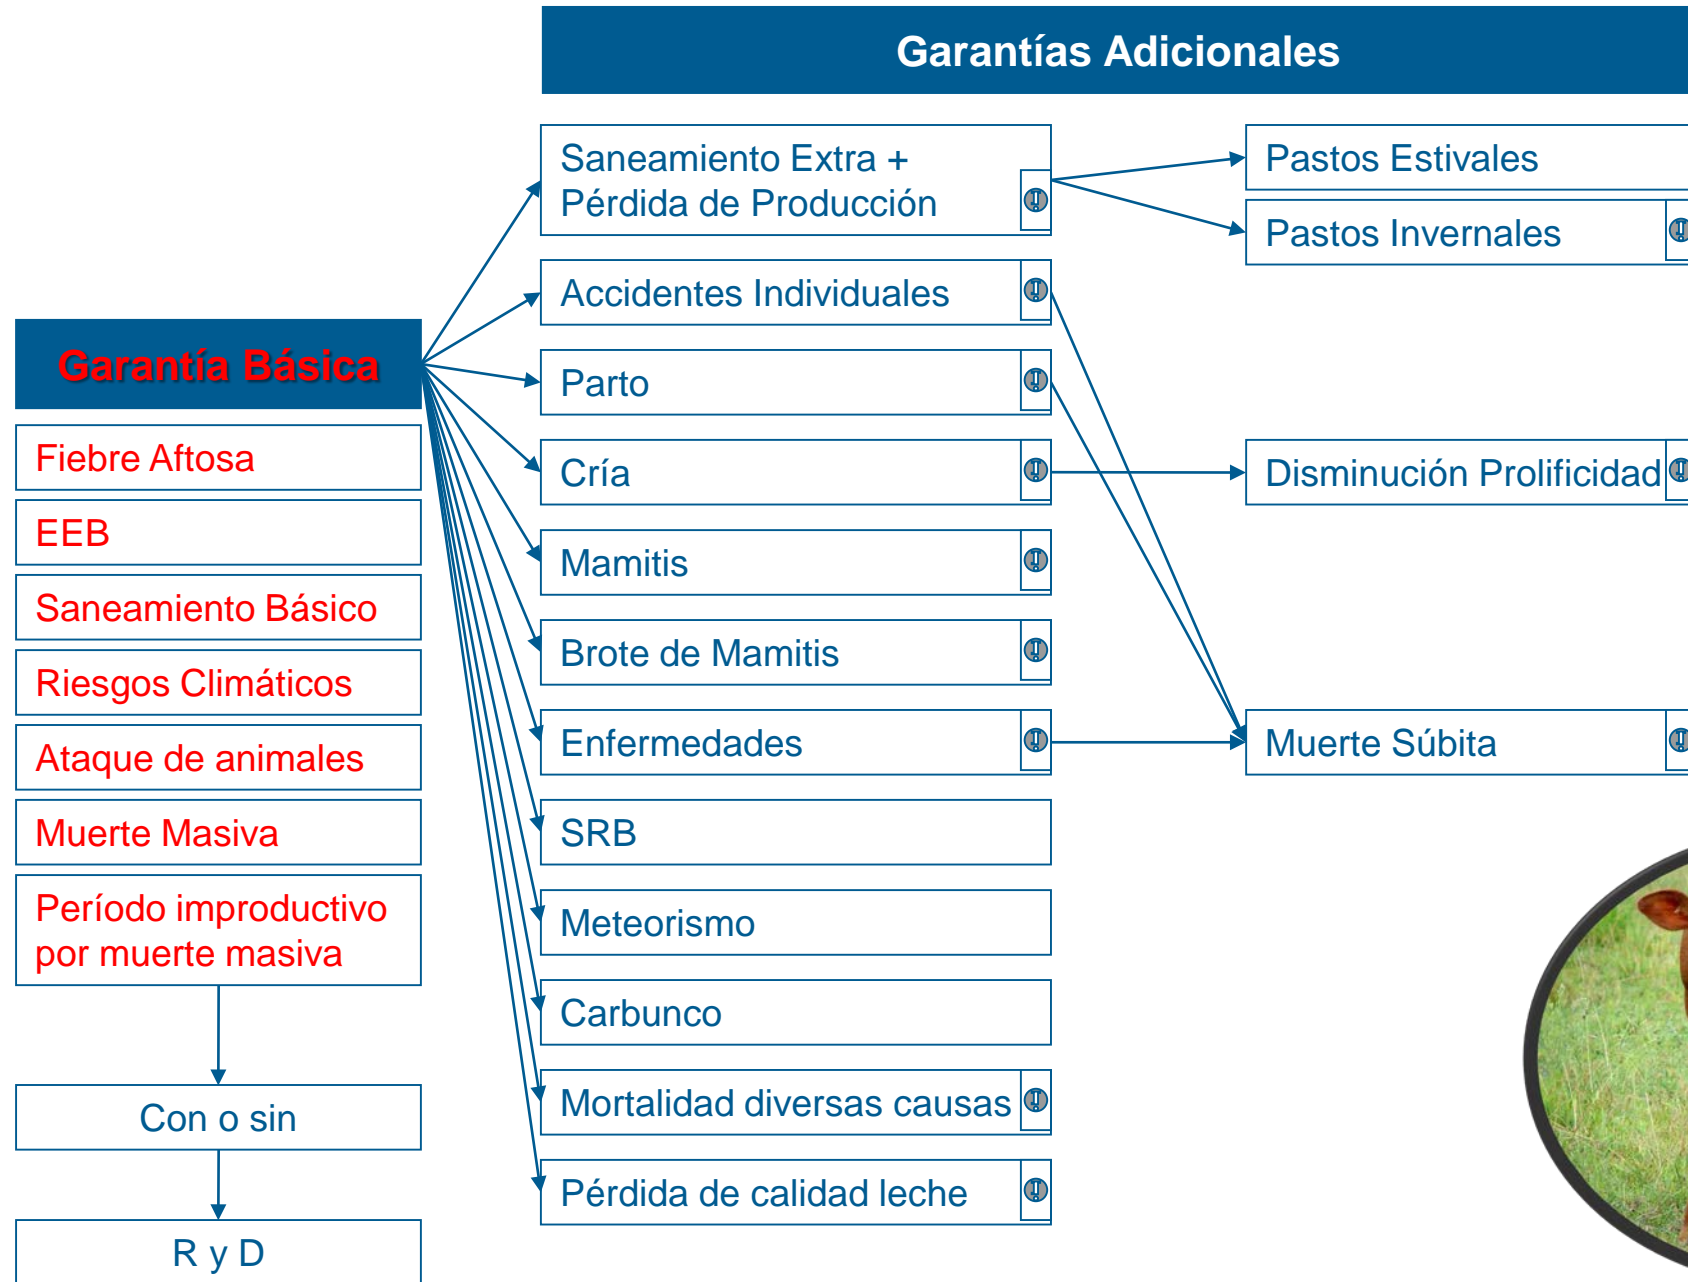 Garantías Adicionales
Saneamiento Extra +
Pérdida de Producción
Accidentes Individuales
Parto
Cría
Mamitis
Brote de Mamitis
Enfermedades
SRB
Meteorismo
Carbunco
Mortalidad diversas causas
Pérdida de calidad leche
Pastos Estivales
Pastos Invernales
Disminución Prolificidad
Muerte Súbita
Garantía Básica
Fiebre Aftosa
EEB
Saneamiento Básico
Riesgos Climáticos
Ataque de animales
Muerte Masiva
Período improductivo
por muerte masiva
Con o sin
R y D